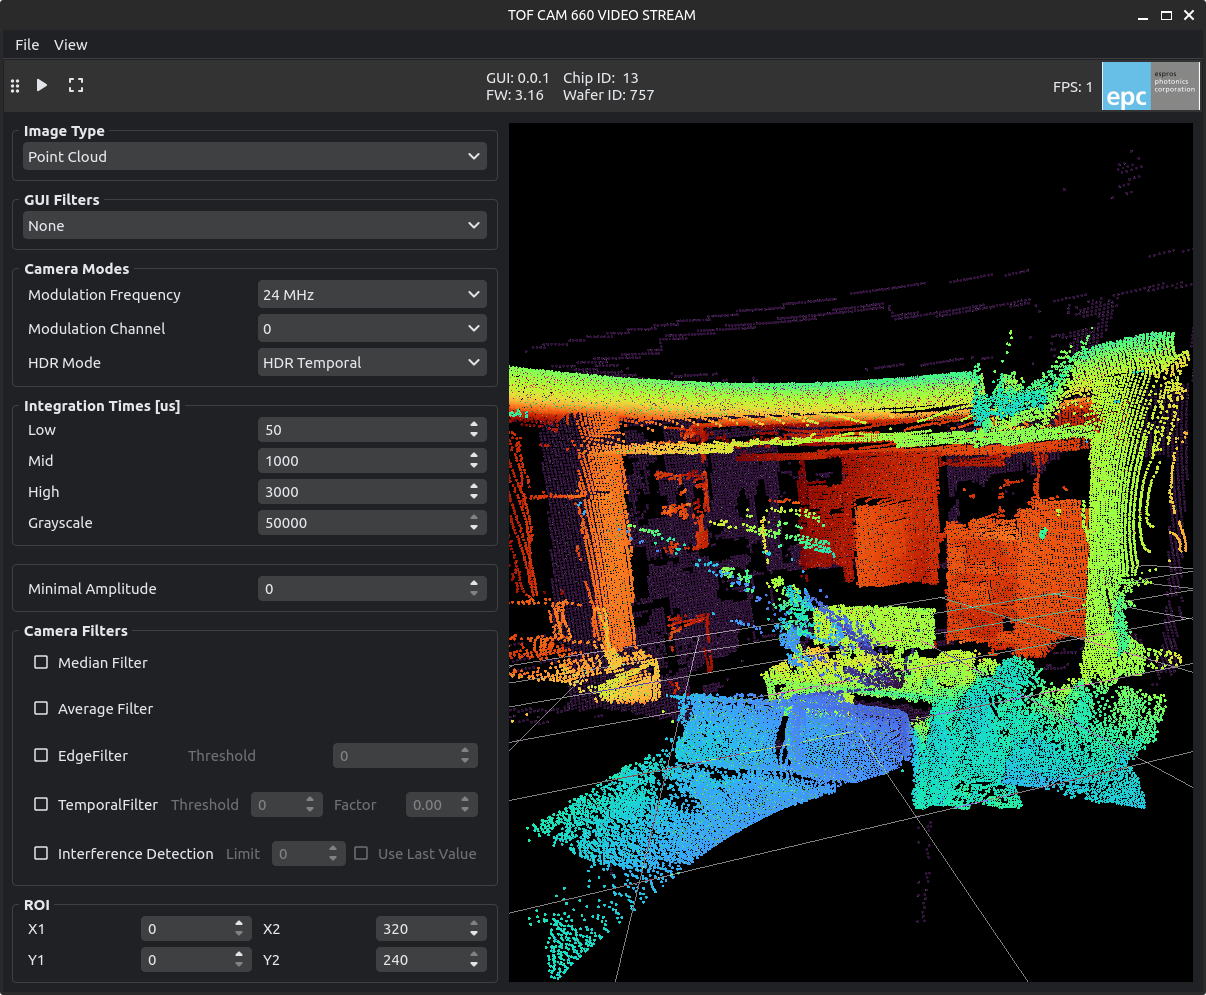 TOF CAM 660 VIDEO STREAM
File View
GUI: 0.0.1 Chip ID: 13
FW: 3.16 Wafer ID: 757
FPS: 1
epc
espros
photonics
corporation
Image Type
Point Cloud
GUI Filters
None
Camera Modes
Modulation Frequency 24 MHz
Modulation Channel 0
HDR Mode HDR Temporal
Integration Times [us]
Low 50
Mid 1000
High 3000
Grayscale 50000
Minimal Amplitude 0
Camera Filters
Median Filter
Average Filter
EdgeFilter Threshold 0
TemporalFilter Threshold 0 Factor 0.00
Interference Detection Limit 0 Use Last Value
ROI
X1 0 X2 320
Y1 0 Y2 240